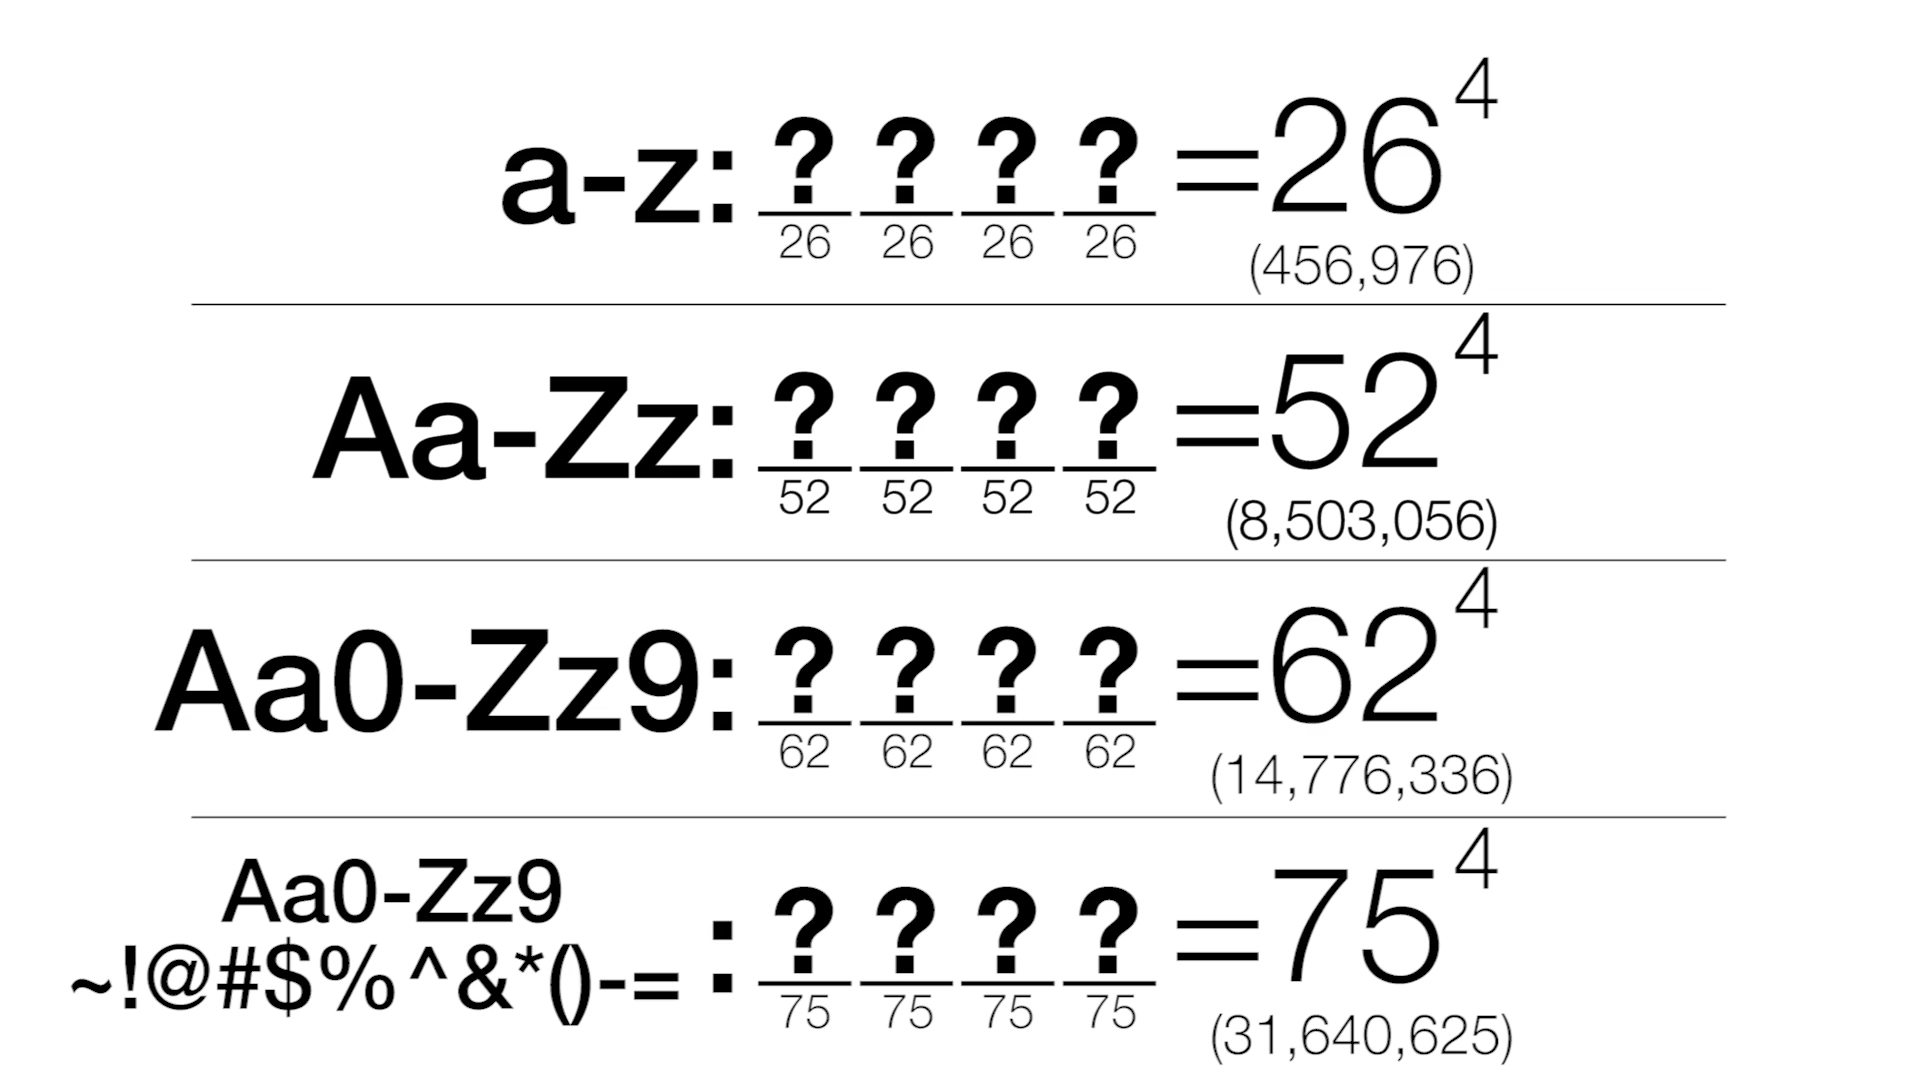 a-z: ? ? ? ? =26⁴
26 26 26 26
(456,976)
Aa-Zz: ? ? ? ? =52⁴
52 52 52 52
(8,503,056)
Aa0-Zz9: ? ? ? ? =62⁴
62 62 62 62
(14,776,336)
Aa0-Zz9
~!@#$%^&*()-= : ? ? ? ? =75⁴
75 75 75 75
(31,640,625)